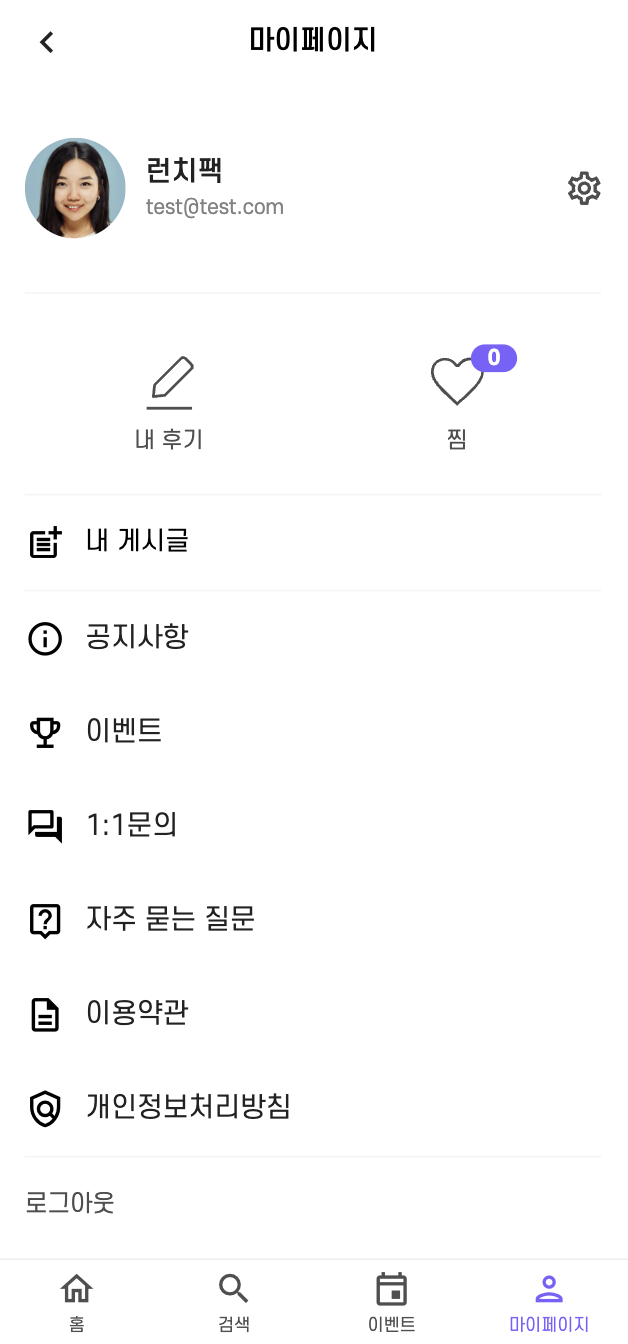 마이페이지
런치팩
test@test.com
0
내 후기
찜
내 게시글
공지사항
이벤트
1:1문의
자주 묻는 질문
이용약관
개인정보처리방침
로그아웃
홈
검색
이벤트
마이페이지